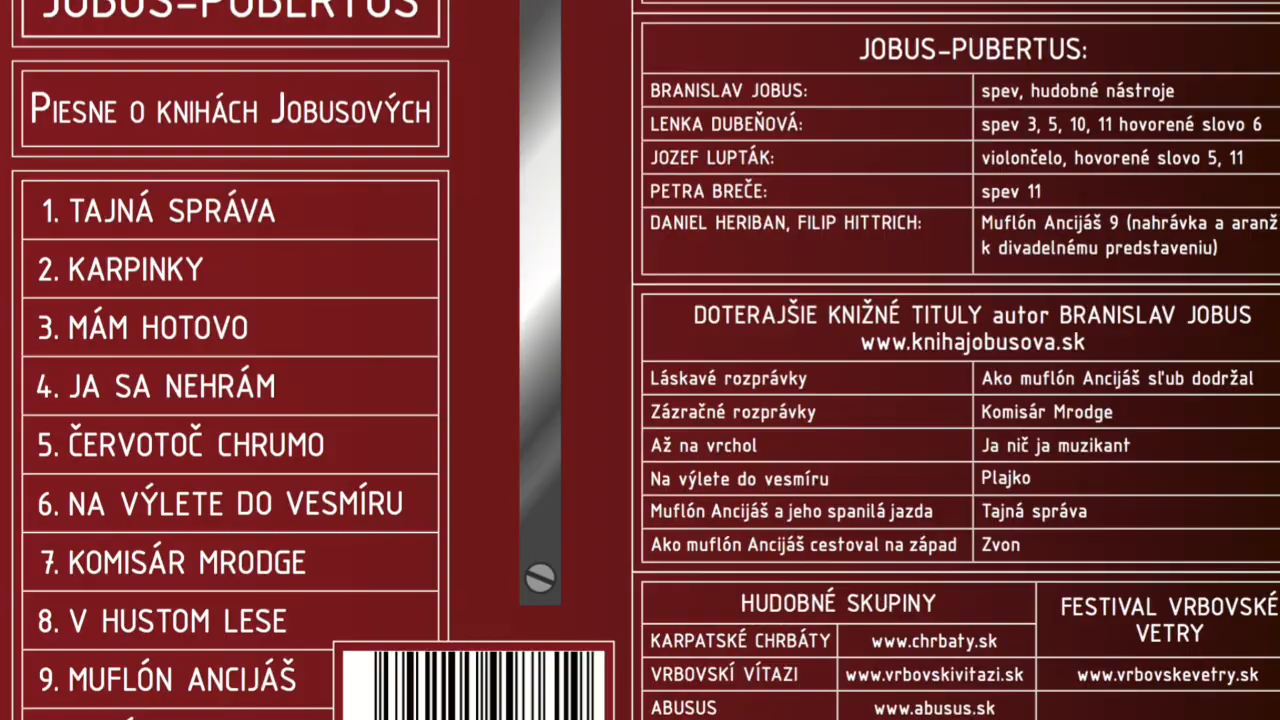 JOBUS-PUBERTUS
PIESNE O KNIHÁCH JOBUSOVÝCH
1. TAJNÁ SPRÁVA
2. KARPINKY
3. MÁM HOTOVO
4. JA SA NEHRÁM
5. ČERVOTOČ CHRUMO
6. NA VÝLETE DO VESMÍRU
7. KOMISÁR MRODGE
8. V HUSTOM LESE
9. MUFLÓN ANCIJÁŠ
JOBUS-PUBERTUS:
BRANISLAV JOBUS: spev, hudobné nástroje
LENKA DUBEŇOVÁ: spev 3, 5, 10, 11 hovorené slovo 6
JOZEF LUPTÁK: violončelo, hovorené slovo 5, 11
PETRA BREČE: spev 11
DANIEL HERIBAN, FILIP HITTRICH: Muflón Ancijáš 9 (nahrávka a aranž
k divadelnému predstaveniu)
DOTERAJŠIE KNIŽNÉ TITULY autor BRANISLAV JOBUS
www.knihajobusova.sk
Láskavé rozprávky Ako muflón Ancijáš sľub dodržal
Zázračné rozprávky Komisár Mrodge
Až na vrchol Ja nič ja muzikant
Na výlete do vesmíru Plajko
Muflón Ancijáš a jeho spanilá jazda Tajná správa
Ako muflón Ancijáš cestoval na západ Zvon
HUDOBNÉ SKUPINY
KARPATSKÉ CHRBÁTY www.chrbaty.sk
VRBOVSKÍ VÍTAZI www.vrbovskivitazi.sk
ABUSUS www.abusus.sk
FESTIVAL VRBOVSKÉ
VETRY
www.vrbovskevetry.sk